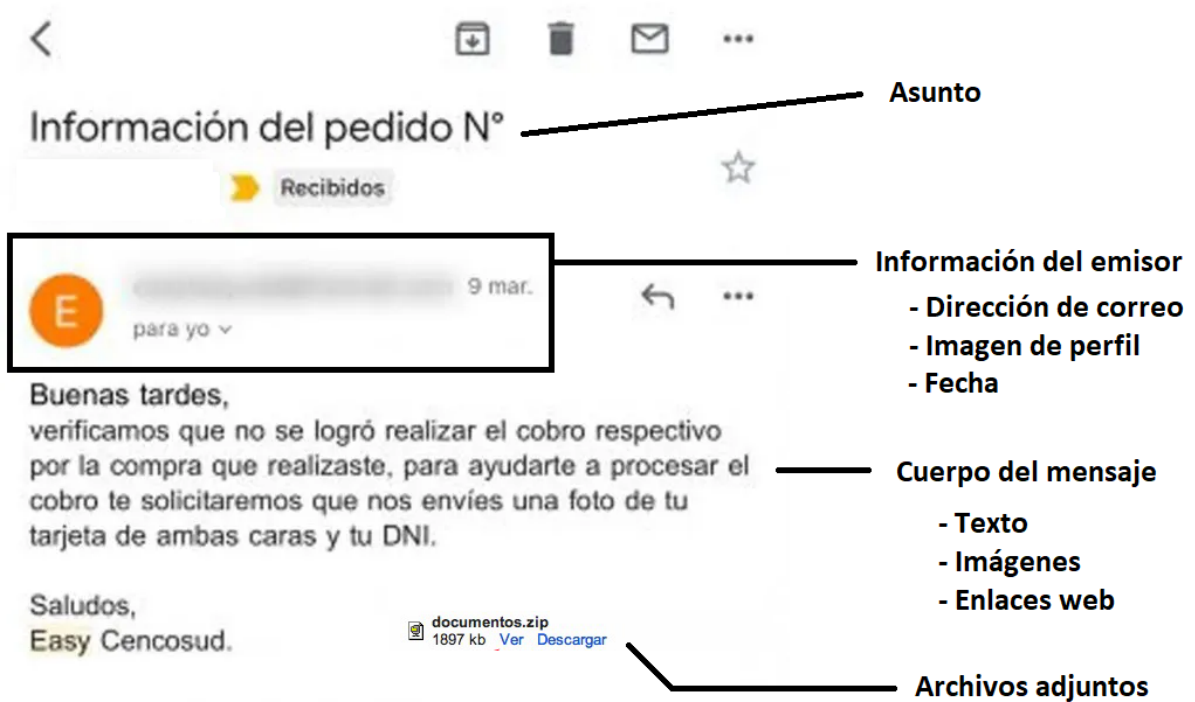 Asunto
Información del pedido N°
Recibidos
Información del emisor
- Dirección de correo
- Imagen de perfil
- Fecha
E
9 mar.
para yo
Buenas tardes,
verificamos que no se logró realizar el cobro respectivo
por la compra que realizaste, para ayudarte a procesar el
cobro te solicitaremos que nos envíes una foto de tu
tarjeta de ambas caras y tu DNI.
Cuerpo del mensaje
- Texto
- Imágenes
- Enlaces web
Saludos,
Easy Cencosud.
documentos.zip
1897 kb Ver Descargar
Archivos adjuntos